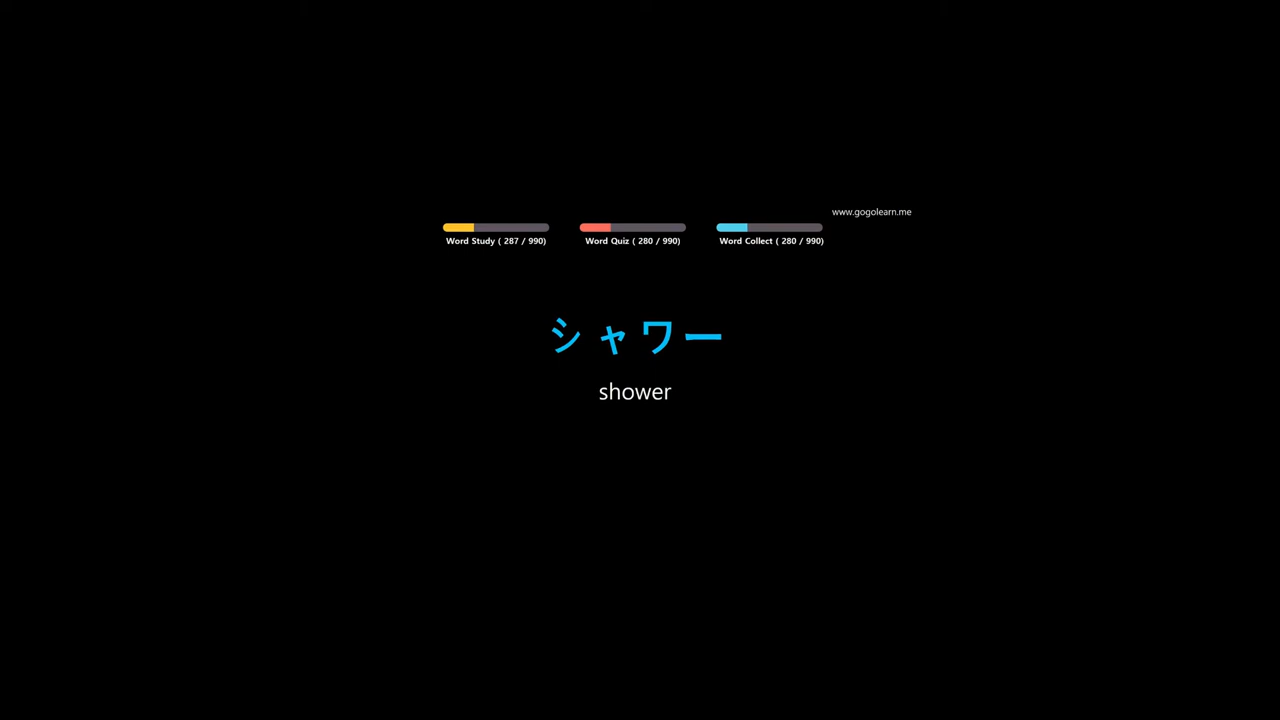 www.gogolearn.me
Word Study ( 287 / 990)
Word Quiz ( 280 / 990)
Word Collect ( 280 / 990)
シャワー
shower